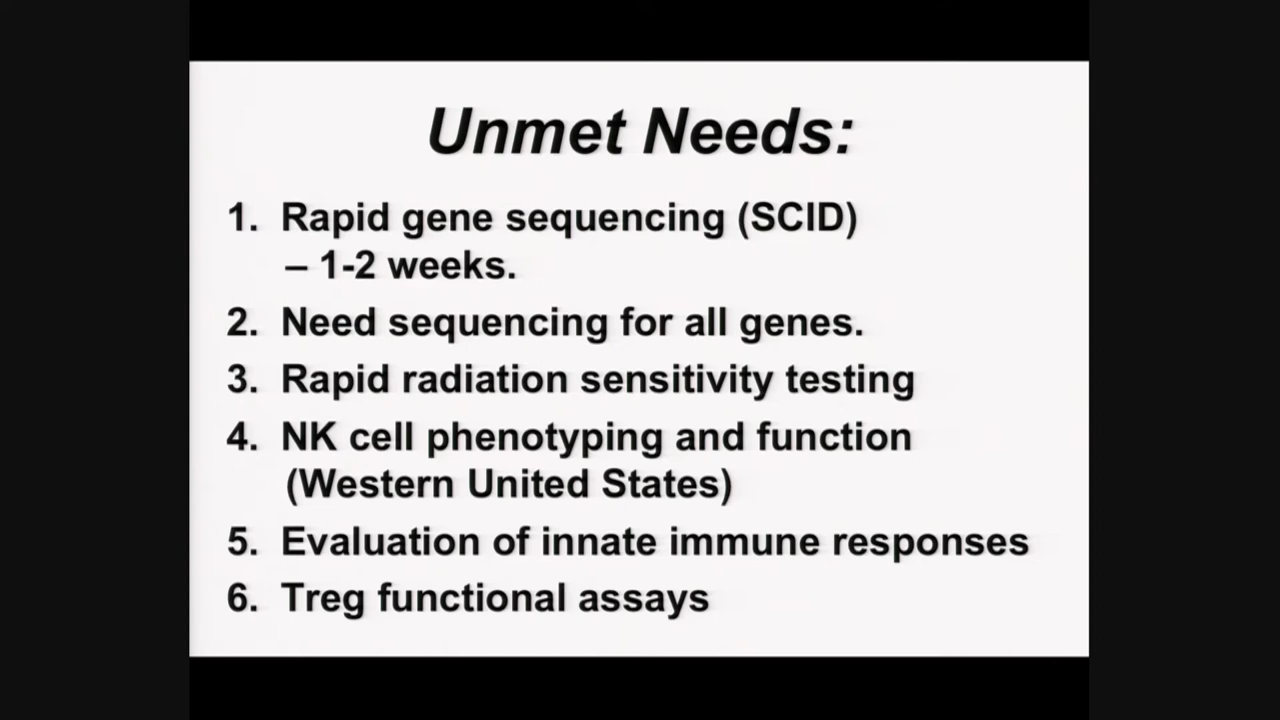 Unmet Needs:
1. Rapid gene sequencing (SCID)
– 1-2 weeks.
2. Need sequencing for all genes.
3. Rapid radiation sensitivity testing
4. NK cell phenotyping and function
(Western United States)
5. Evaluation of innate immune responses
6. Treg functional assays